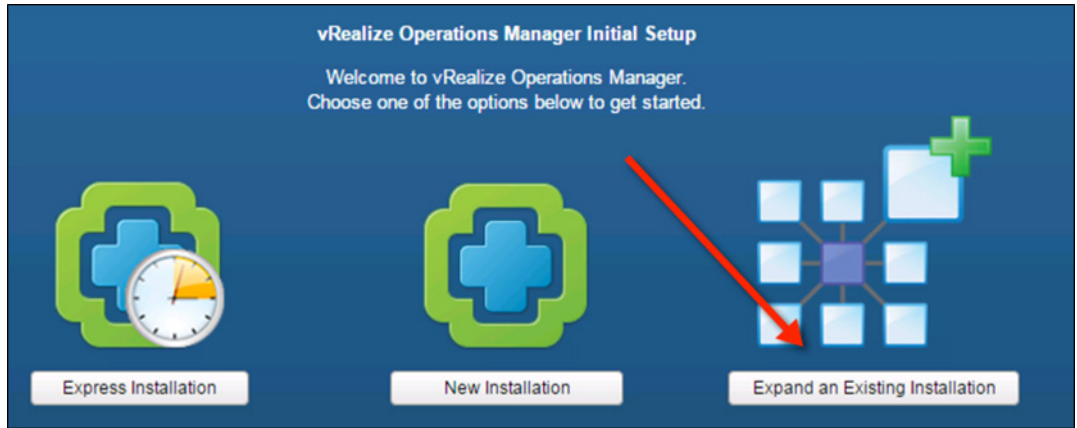 vRealize Operations Manager Initial Setup
Welcome to vRealize Operations Manager.
Choose one of the options below to get started.
Express Installation
New Installation
Expand an Existing Installation